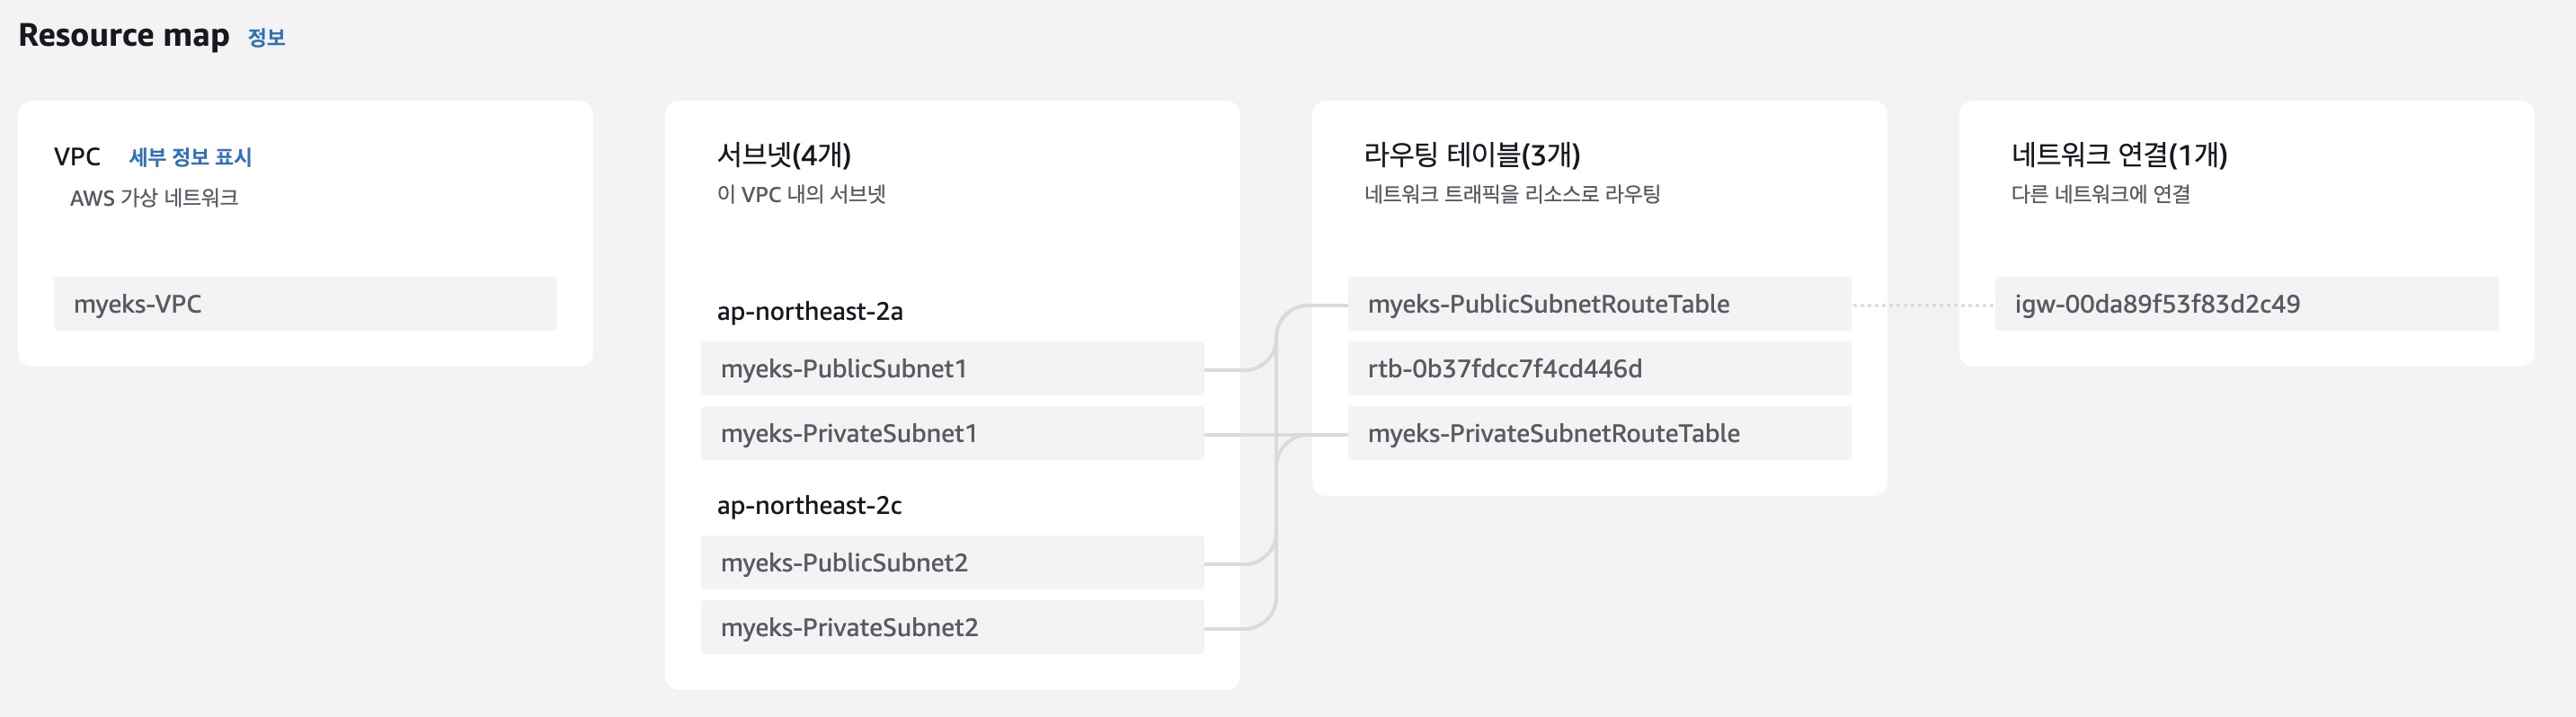 Resource map 정보
VPC 세부 정보 표시
AWS 가상 네트워크
myeks-VPC
서브넷(4개)
이 VPC 내의 서브넷
ap-northeast-2a
myeks-PublicSubnet1
myeks-PrivateSubnet1
ap-northeast-2c
myeks-PublicSubnet2
myeks-PrivateSubnet2
라우팅 테이블(3개)
네트워크 트래픽을 리소스로 라우팅
myeks-PublicSubnetRouteTable
rtb-0b37fdcc7f4cd446d
myeks-PrivateSubnetRouteTable
네트워크 연결(1개)
다른 네트워크에 연결
igw-00da89f53f83d2c49